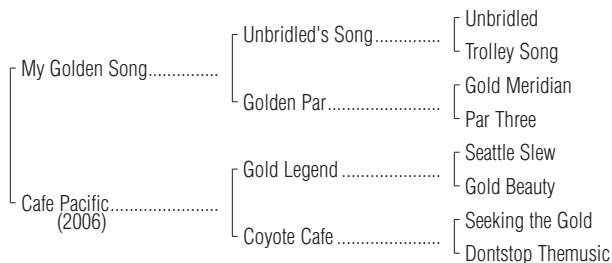 Unbridled
Unbridled's Song..............
Trolley Song
My Golden Song...............
Gold Meridian
Golden Par........................
Par Three
Seattle Slew
Gold Legend.....................
Gold Beauty
Cafe Pacific.......................
(2006)
Seeking the Gold
Coyote Cafe......................
Dontstop Themusic